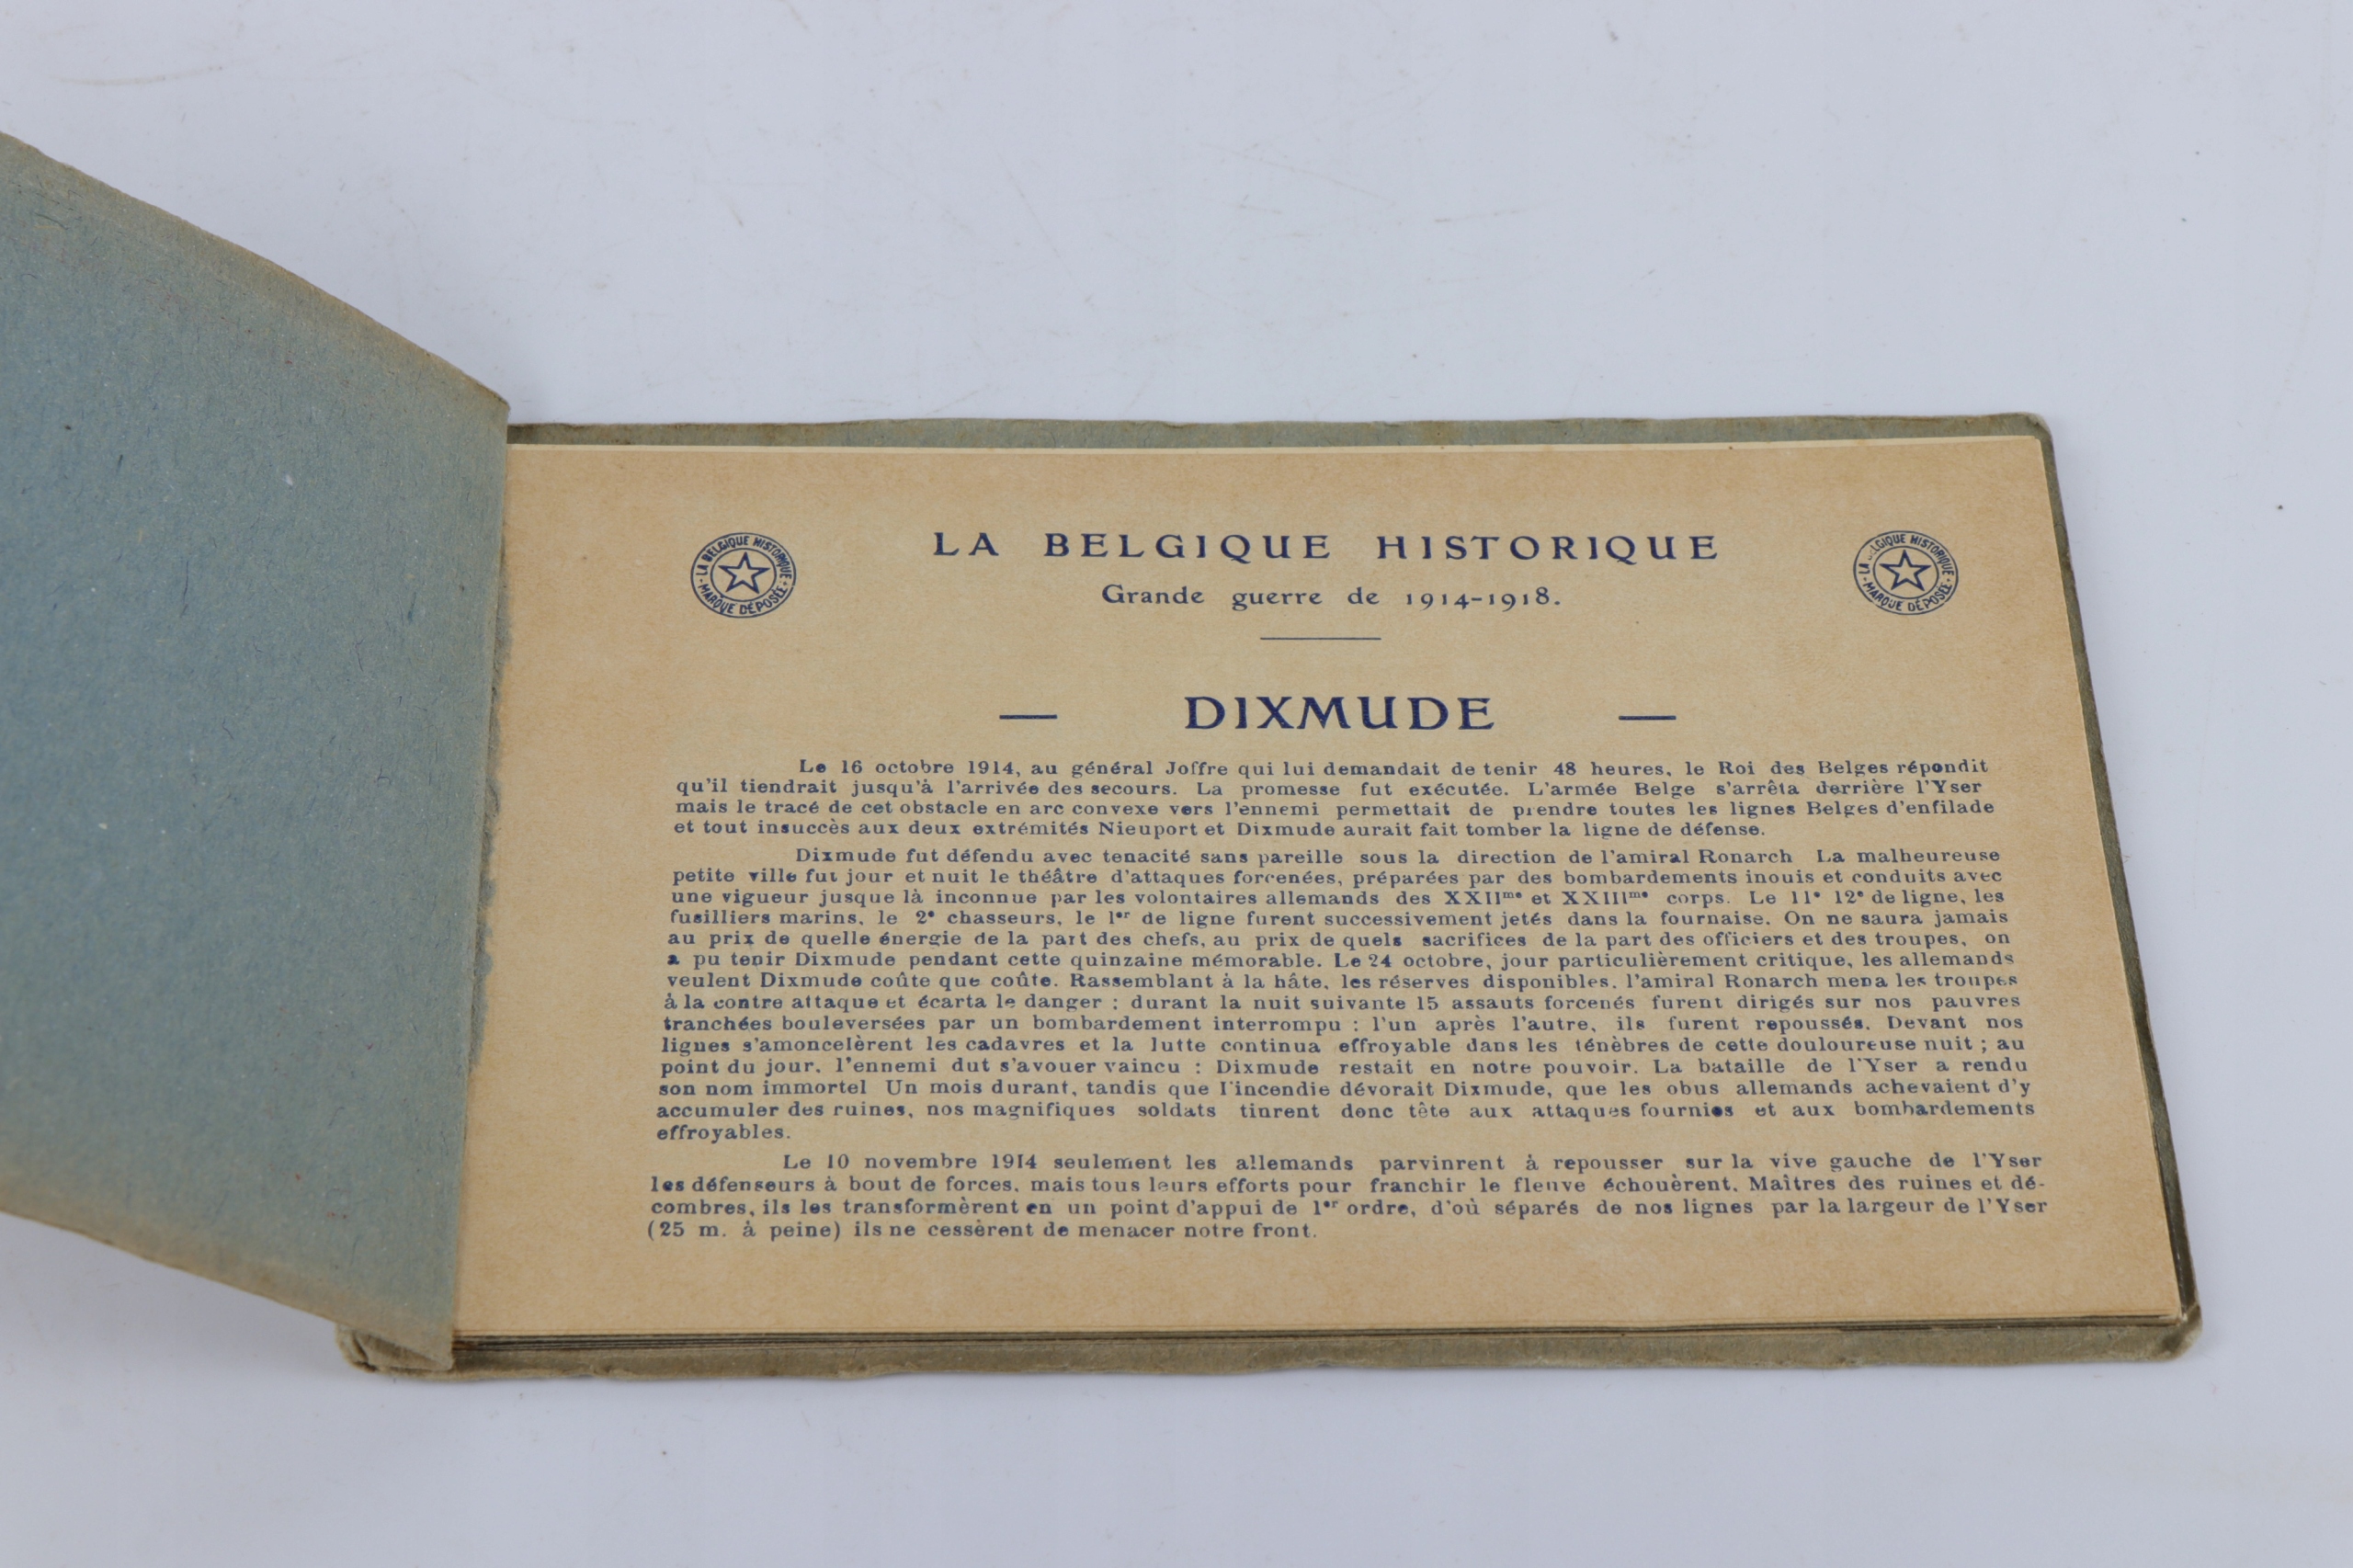 LA BELGIQUE HISTORIQUE
· LA BELGIQUE HISTORIQUE · MARQUE DÉPOSÉE
· LA BELGIQUE HISTORIQUE · MARQUE DÉPOSÉE
Grande guerre de 1914-1918.
— DIXMUDE —
Le 16 octobre 1914, au général Joffre qui lui demandait de tenir 48 heures, le Roi des Belges répondit
qu'il tiendrait jusqu'à l'arrivée des secours. La promesse fut exécutée. L'armée Belge s'arrêta derrière l'Yser
mais le tracé de cet obstacle en arc convexe vers l'ennemi permettait de prendre toutes les lignes Belges d'enfilade
et tout insuccès aux deux extrémités Nieuport et Dixmude aurait fait tomber la ligne de défense.
Dixmude fut défendu avec tenacité sans pareille sous la direction de l'amiral Ronarch La malheureuse
petite ville fut jour et nuit le théâtre d'attaques forcenées, préparées par des bombardements inouis et conduits avec
une vigueur jusque là inconnue par les volontaires allemands des XXIIme et XXIIIme corps. Le 11e 12e de ligne, les
fusilliers marins, le 2e chasseurs, le 1er de ligne furent successivement jetés dans la fournaise. On ne saura jamais
au prix de quelle énergie de la part des chefs, au prix de quels sacrifices de la part des officiers et des troupes, on
a pu tenir Dixmude pendant cette quinzaine mémorable. Le 24 octobre, jour particulièrement critique, les allemands
veulent Dixmude coûte que coûte. Rassemblant à la hâte, les réserves disponibles, l'amiral Ronarch mena les troupes
à la contre attaque et écarta le danger ; durant la nuit suivante 15 assauts forcenés furent dirigés sur nos pauvres
tranchées bouleversées par un bombardement interrompu : l'un après l'autre, ils furent repoussés. Devant nos
lignes s'amoncelèrent les cadavres et la lutte continua effroyable dans les ténèbres de cette douloureuse nuit ; au
point du jour, l'ennemi dut s'avouer vaincu : Dixmude restait en notre pouvoir. La bataille de l'Yser a rendu
son nom immortel Un mois durant, tandis que l'incendie dévorait Dixmude, que les obus allemands achevaient d'y
accumuler des ruines, nos magnifiques soldats tinrent donc tête aux attaques fournies et aux bombardements
effroyables.
Le 10 novembre 1914 seulement les allemands parvinrent à repousser sur la vive gauche de l'Yser
les défenseurs à bout de forces, mais tous leurs efforts pour franchir le fleuve échouèrent. Maîtres des ruines et dé-
combres, ils les transformèrent en un point d'appui de 1er ordre, d'où séparés de nos lignes par la largeur de l'Yser
(25 m. à peine) ils ne cessèrent de menacer notre front.